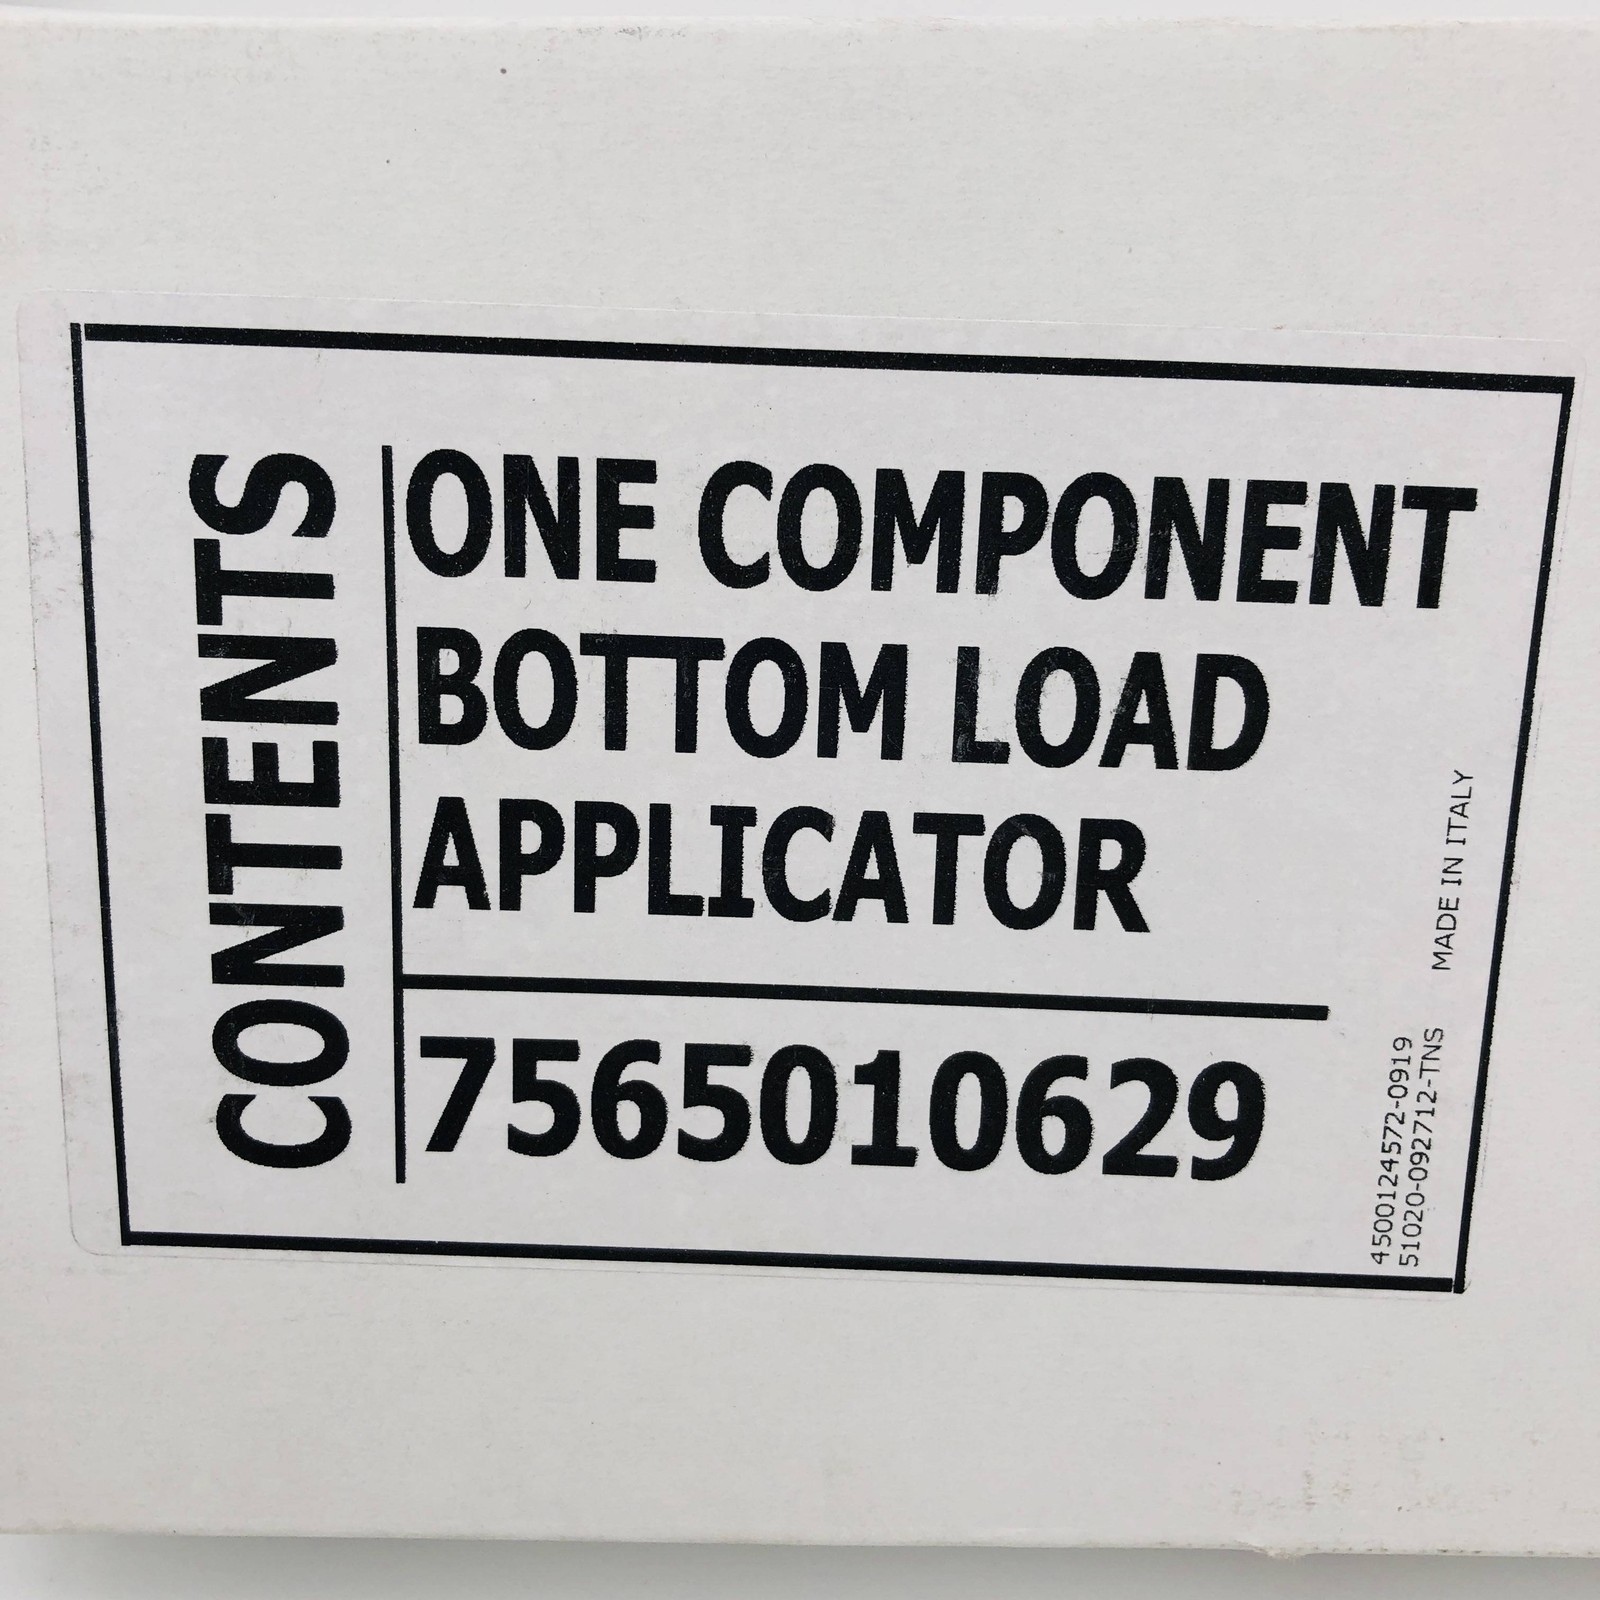 CONTENTS
ONE COMPONENT
BOTTOM LOAD
APPLICATOR
7565010629
4500124572-0919
51020-092712-TNS MADE IN ITALY